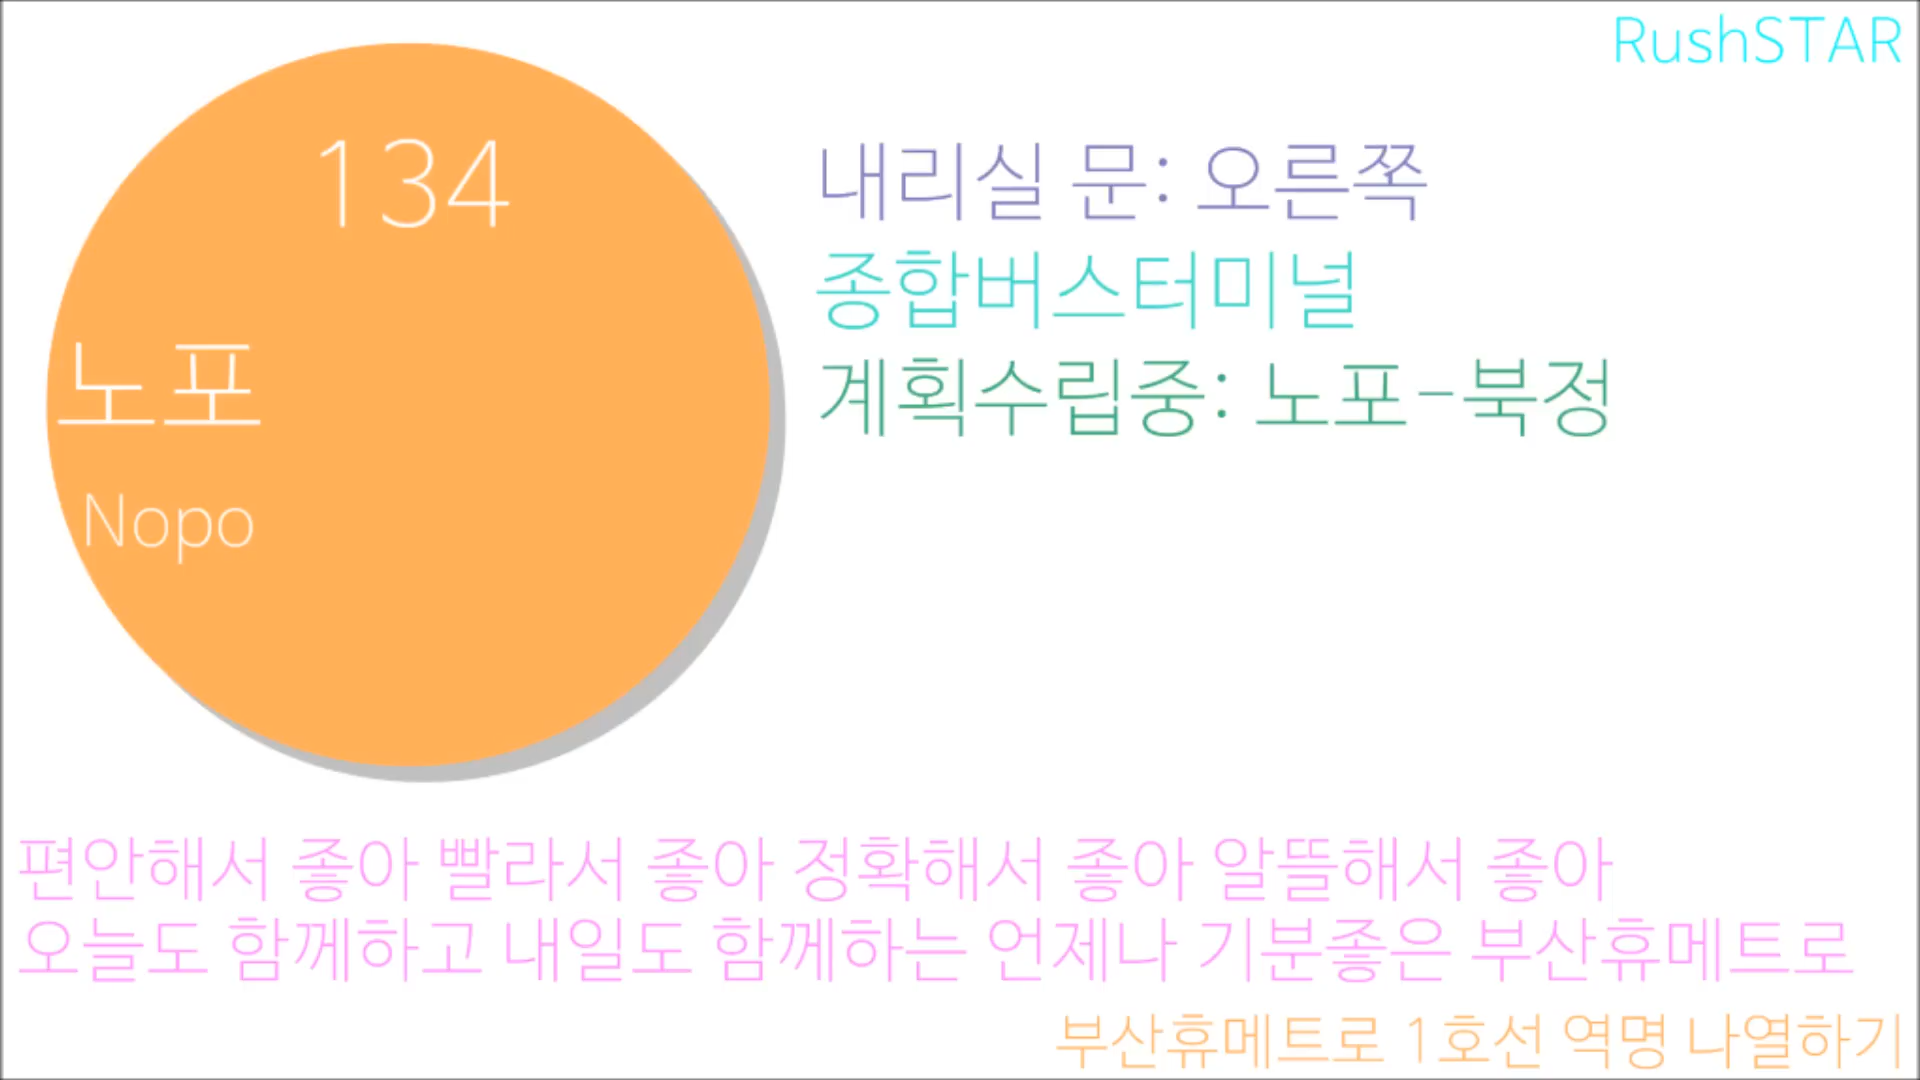 RushSTAR
134
노포
Nopo
내리실 문: 오른쪽
종합버스터미널
계획수립중: 노포-북정
편안해서 좋아 빨라서 좋아 정확해서 좋아 알뜰해서 좋아
오늘도 함께하고 내일도 함께하는 언제나 기분좋은 부산휴메트로
부산휴메트로 1호선 역명 나열하기